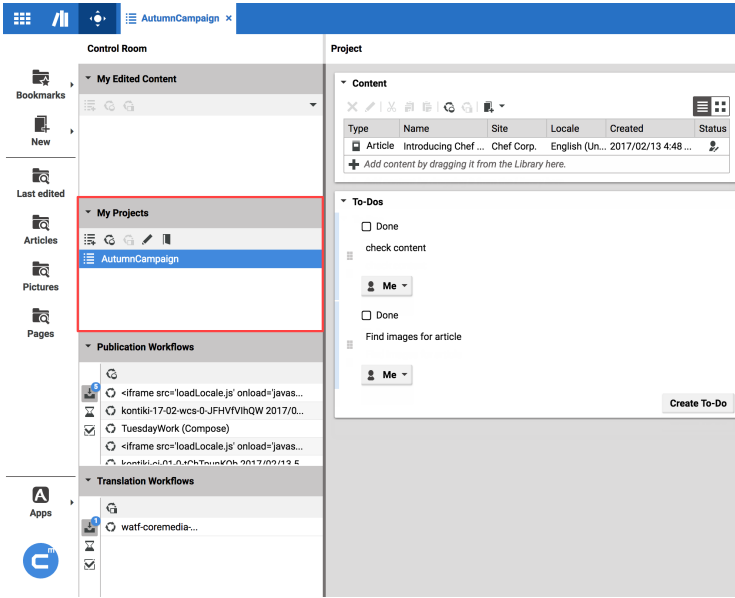 AutumnCampaign ×
Control Room
Project
Bookmarks
New
Last edited
Articles
Pictures
Pages
Apps
C m
My Edited Content
My Projects
AutumnCampaign
Publication Workflows
5
<iframe src='loadLocale.js' onload='javas...
kontiki-17-02-wcs-0-JFHVfVlhQW 2017/0...
TuesdayWork (Compose)
<iframe src='loadLocale.js' onload='javas...
Translation Workflows
1
watf-coremedia-...
Content
Type Name Site Locale Created Status
Article Introducing Chef ... Chef Corp. English (Un... 2017/02/13 4:48 ...
Add content by dragging it from the Library here.
To-Dos
Done
check content
Me
Done
Find images for article
Me
Create To-Do